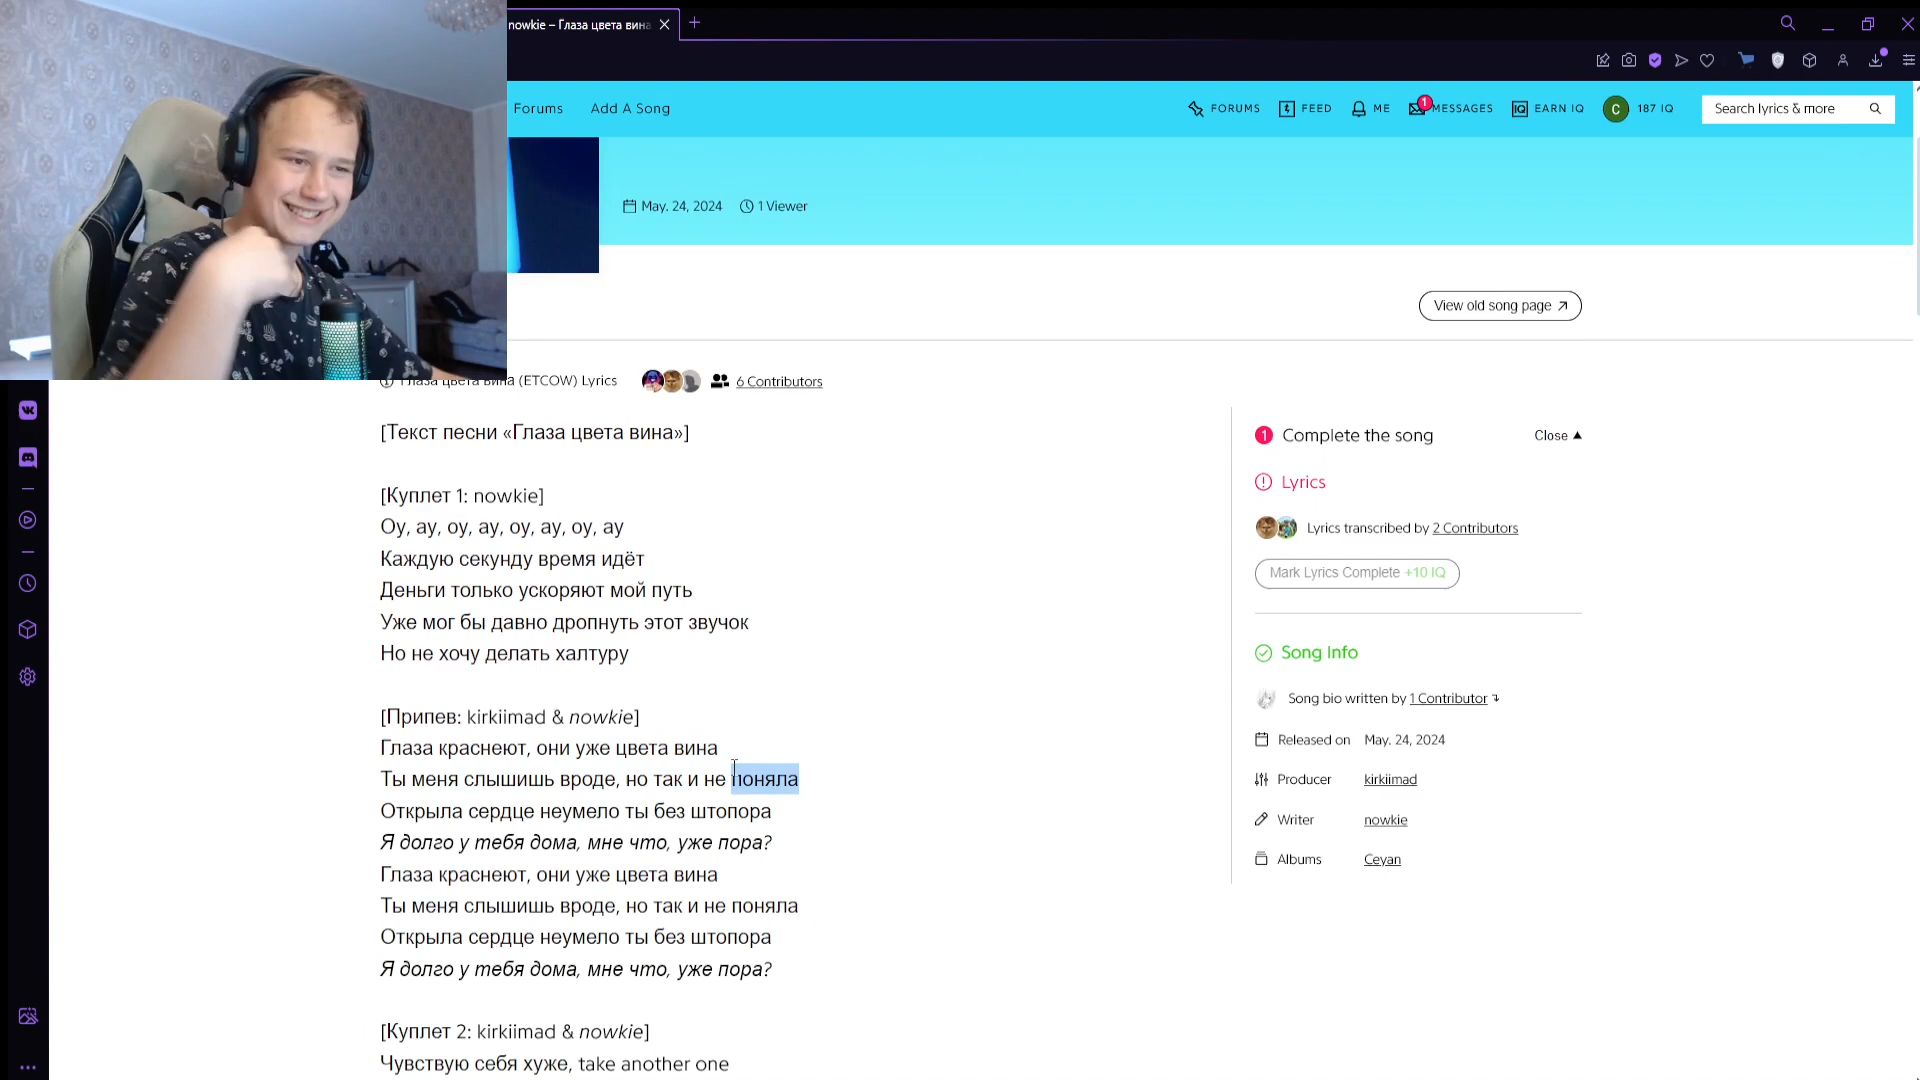 nowkie – Глаза цвета вина
Forums
Add A Song
FORUMS
FEED
ME
1
MESSAGES
EARN IQ
C
187 IQ
Search lyrics & more
May. 24, 2024
1 Viewer
View old song page
Глаза цвета вина (ETCOW) Lyrics
6 Contributors
[Текст песни «Глаза цвета вина»]
[Куплет 1: nowkie]
Оу, ау, оу, ау, оу, ау, оу, ау
Каждую секунду время идёт
Деньги только ускоряют мой путь
Уже мог бы давно дропнуть этот звучок
Но не хочу делать халтуру
[Припев: kirkiimad & nowkie]
Глаза краснеют, они уже цвета вина
Ты меня слышишь вроде, но так и не поняла
Открыла сердце неумело ты без штопора
Я долго у тебя дома, мне что, уже пора?
Глаза краснеют, они уже цвета вина
Ты меня слышишь вроде, но так и не поняла
Открыла сердце неумело ты без штопора
Я долго у тебя дома, мне что, уже пора?
[Куплет 2: kirkiimad & nowkie]
Чувствую себя хуже, take another one
1 Complete the song
Close
Lyrics
Lyrics transcribed by 2 Contributors
Mark Lyrics Complete +10 IQ
Song Info
Song bio written by 1 Contributor
Released on May. 24, 2024
Producer kirkiimad
Writer nowkie
Albums Ceyan